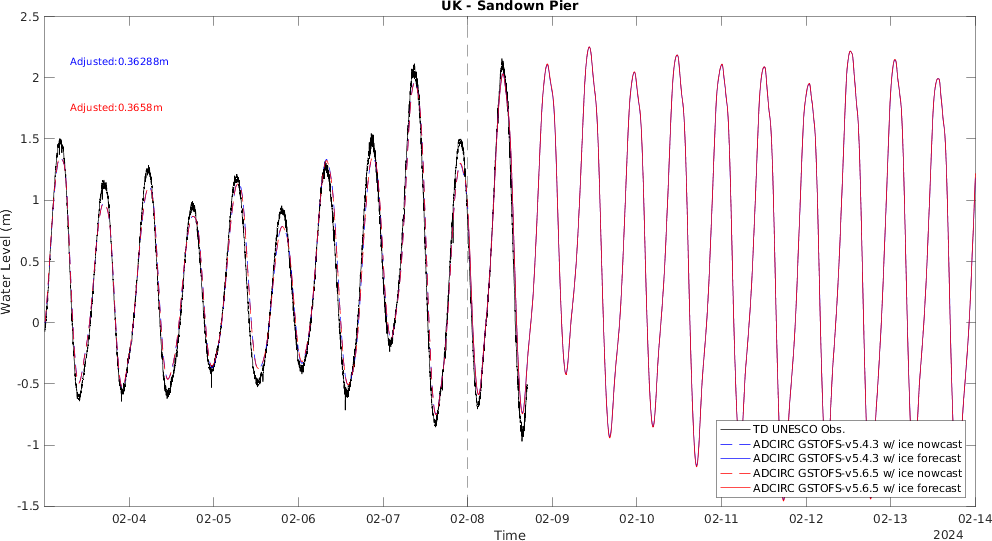 UK - Sandown Pier
2.5
2
1.5
1
0.5
0
-0.5
-1
-1.5
Water Level (m)
Adjusted:0.36288m
Adjusted:0.3658m
TD UNESCO Obs.
ADCIRC GSTOFS-v5.4.3 w/ ice nowcast
ADCIRC GSTOFS-v5.4.3 w/ ice forecast
ADCIRC GSTOFS-v5.6.5 w/ ice nowcast
ADCIRC GSTOFS-v5.6.5 w/ ice forecast
02-04 02-05 02-06 02-07 02-08 02-09 02-10 02-11 02-12 02-13 02-14
Time
2024